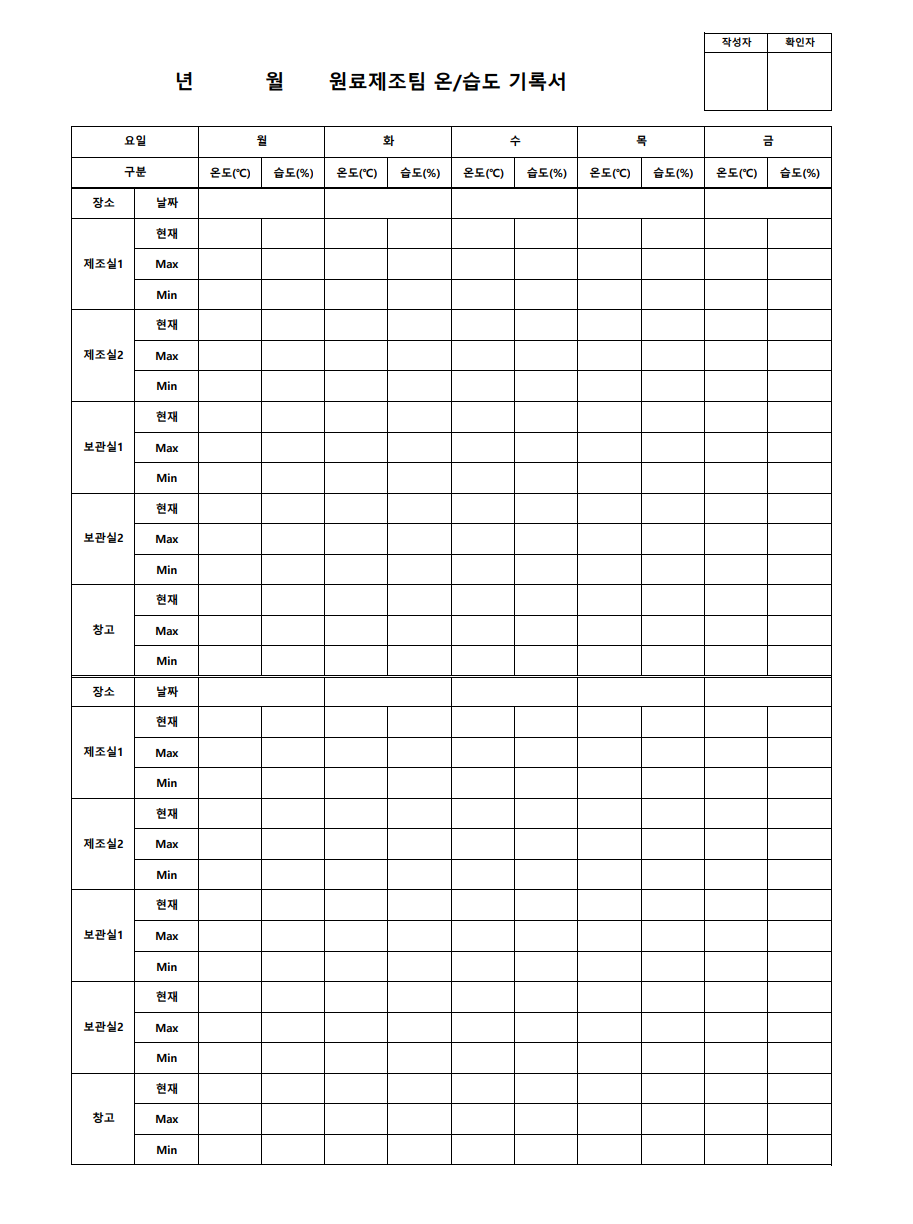 작성자 확인자
년 월 원료제조팀 온/습도 기록서
요일 월 화 수 목 금
구분 온도(℃) 습도(%) 온도(℃) 습도(%) 온도(℃) 습도(%) 온도(℃) 습도(%) 온도(℃) 습도(%)
장소 날짜
제조실1 현재
Max
Min
제조실2 현재
Max
Min
보관실1 현재
Max
Min
보관실2 현재
Max
Min
창고 현재
Max
Min
장소 날짜
제조실1 현재
Max
Min
제조실2 현재
Max
Min
보관실1 현재
Max
Min
보관실2 현재
Max
Min
창고 현재
Max
Min